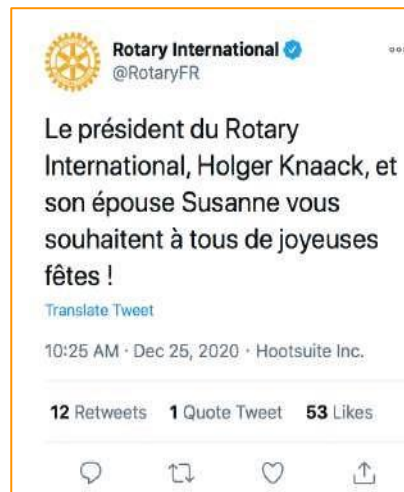 Rotary International
@RotaryFR
Le président du Rotary
International, Holger Knaack, et
son épouse Susanne vous
souhaitent à tous de joyeuses
fêtes !
Translate Tweet
10:25 AM · Dec 25, 2020 · Hootsuite Inc.
12 Retweets 1 Quote Tweet 53 Likes